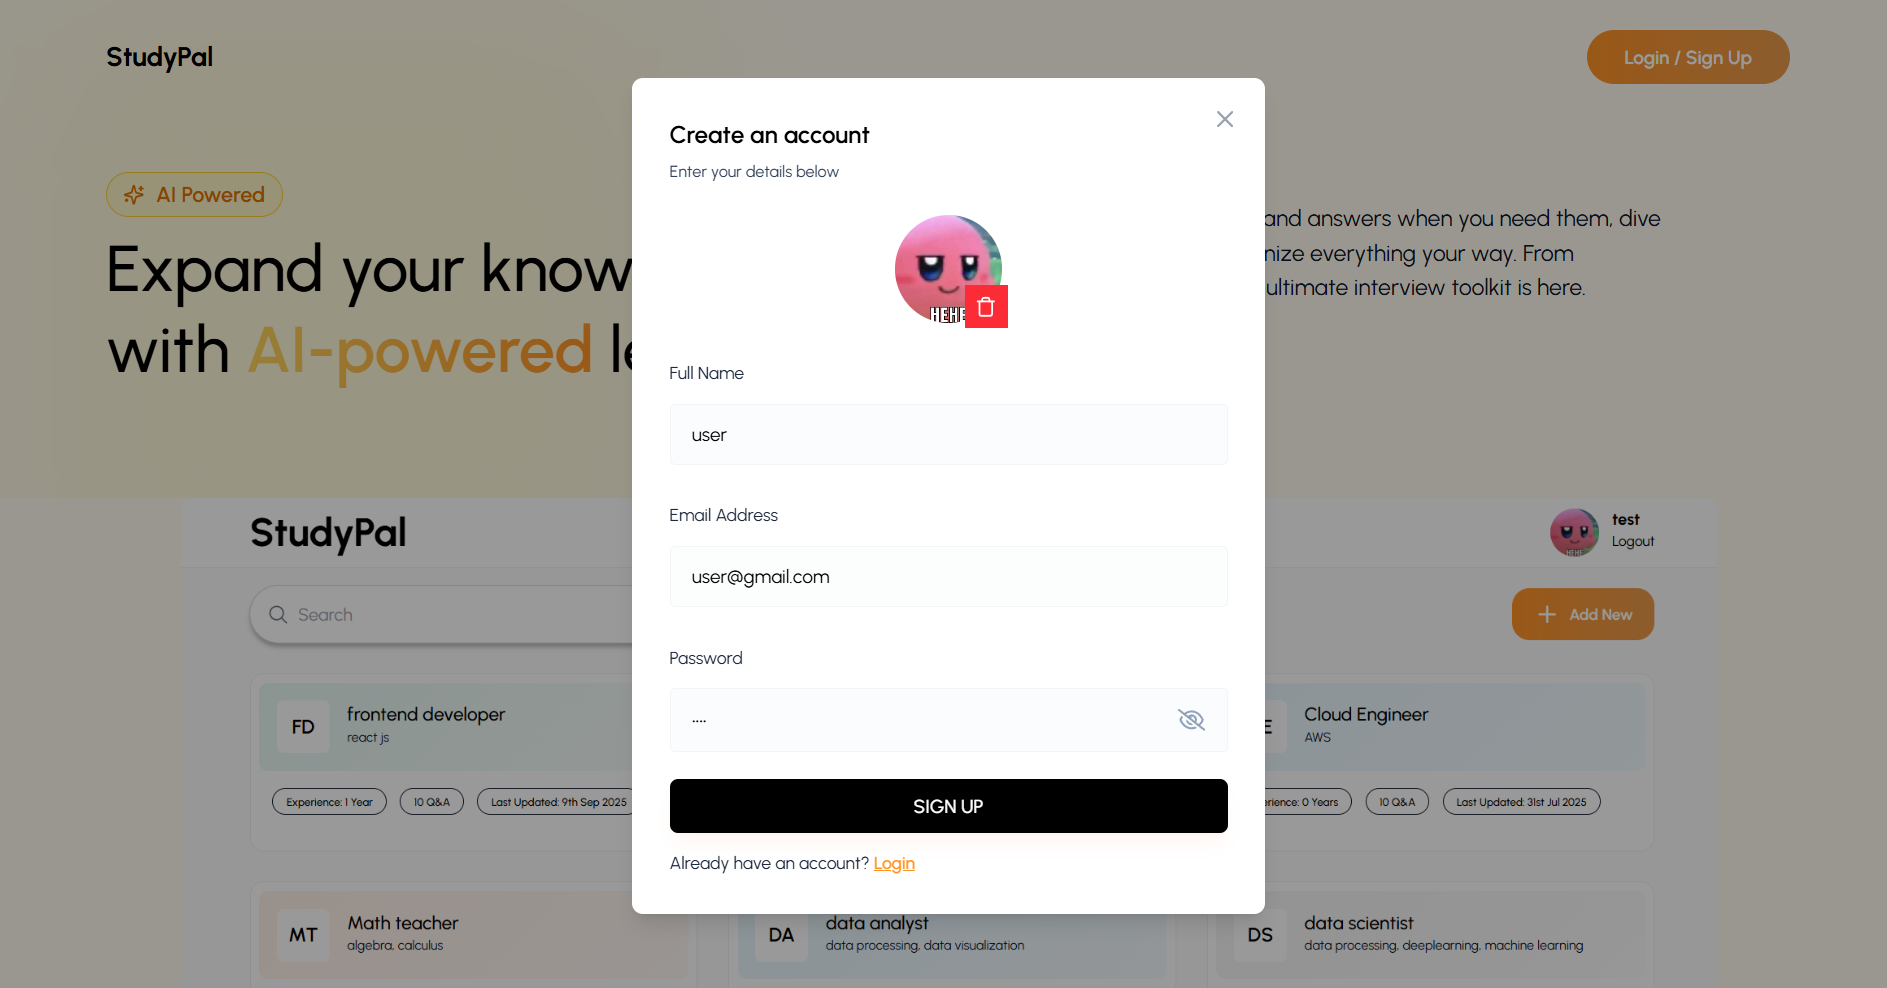 StudyPal
Login / Sign Up
AI Powered
Expand your know
with AI-powered
and answers when you need them, dive
everything your way. From
ultimate interview toolkit is here.
Create an account
Enter your details below
HEHE
Full Name
user
Email Address
user@gmail.com
Password
....
SIGN UP
Already have an account? Login
StudyPal
test
Logout
HEHE
Search
Add New
FD
frontend developer
react js
Experience: 1 Year
10 Q&A
Last Updated: 9th Sep 2025
E
Cloud Engineer
AWS
erience: 0 Years
10 Q&A
Last Updated: 31st Jul 2025
MT
Math teacher
algebra, calculus
DA
data analyst
data processing, data visualization
DS
data scientist
data processing, deeplearning, machine learning